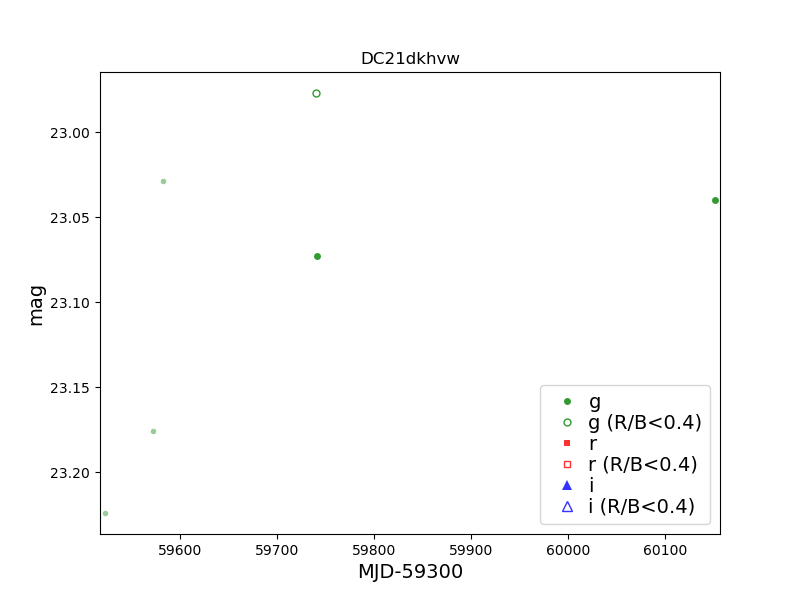 DC21dkhvw
23.00
23.05
23.10
23.15
23.20
mag
59600 59700 59800 59900 60000 60100
MJD-59300
g
g (R/B<0.4)
r
r (R/B<0.4)
i
i (R/B<0.4)